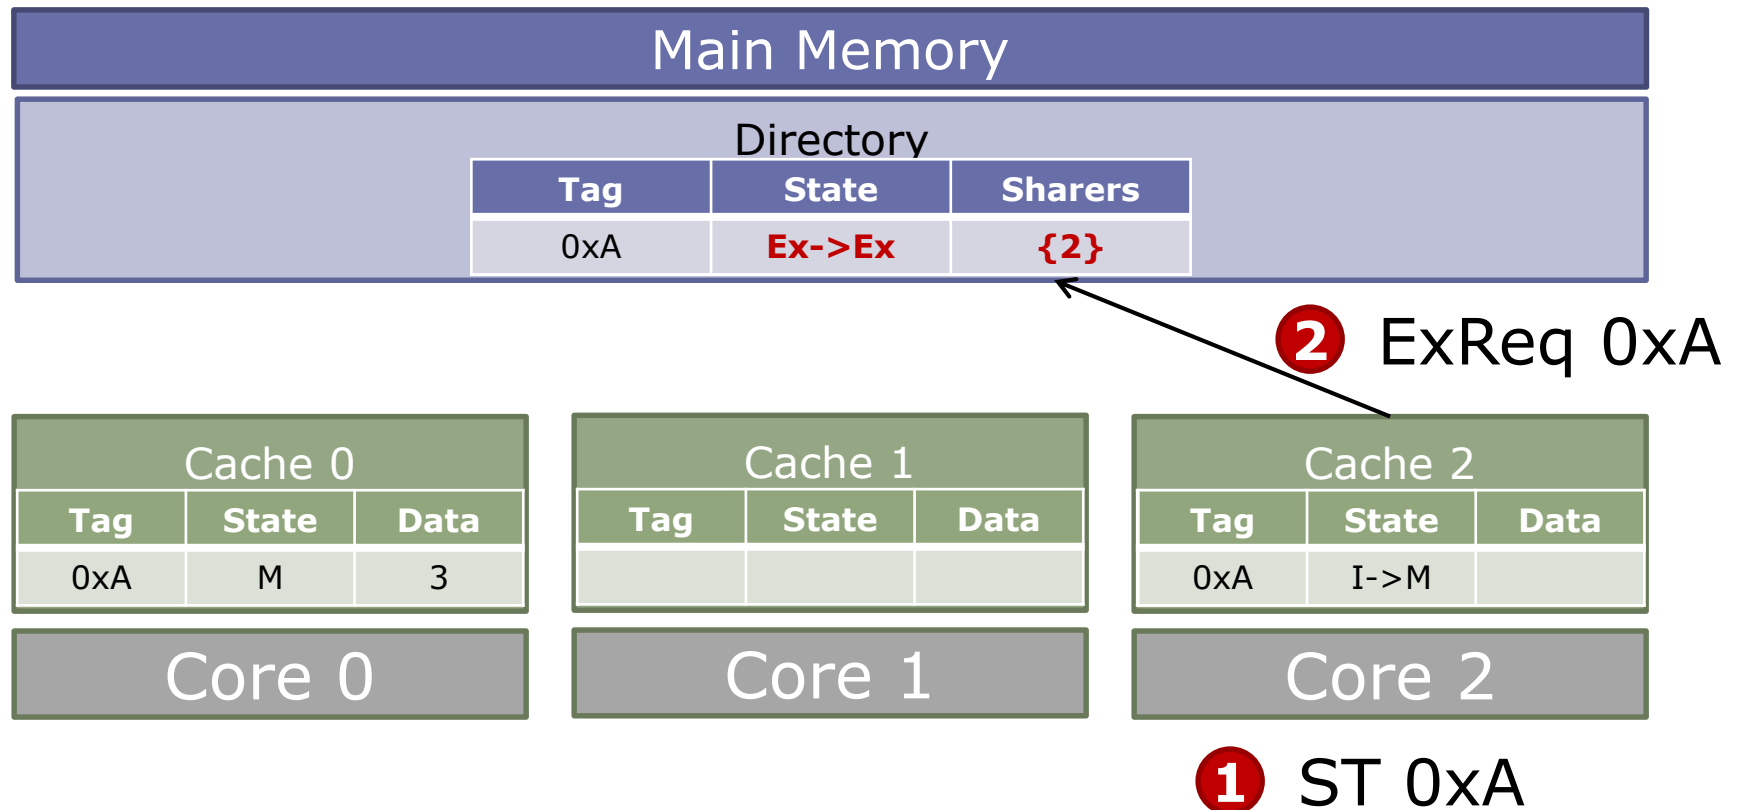 Main Memory
Directory
Tag State Sharers
0xA Ex->Ex {2}
2 ExReq 0xA
Cache 0
Tag State Data
0xA M 3
Core 0
Cache 1
Tag State Data
Core 1
Cache 2
Tag State Data
0xA I->M
Core 2
1 ST 0xA